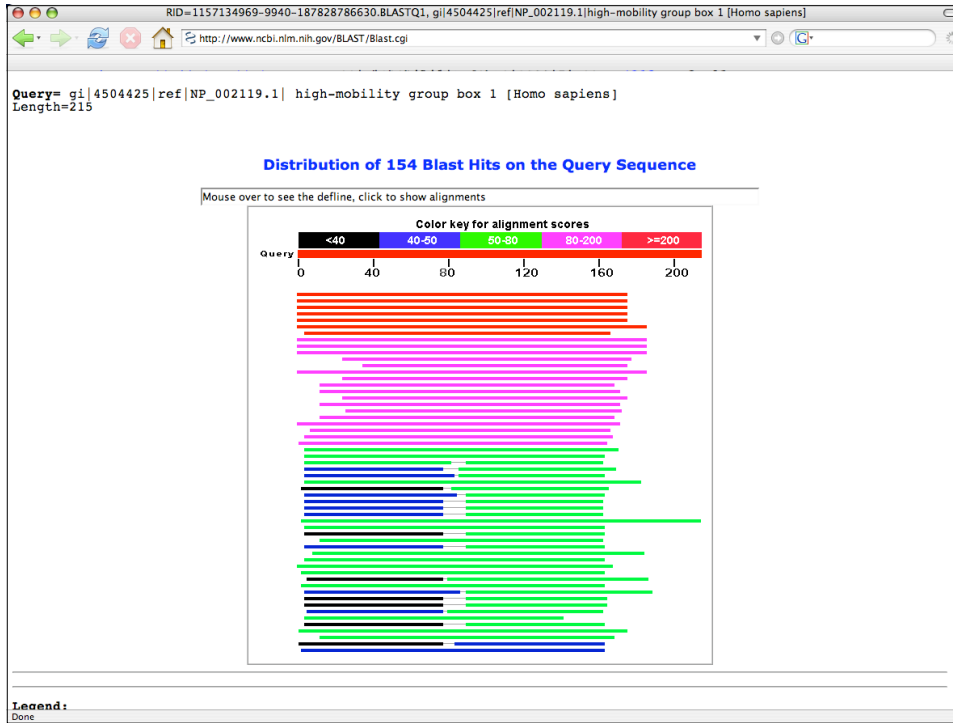 RID=1157134969-9940-187828786630.BLASTQ1, gi|4504425|ref|NP_002119.1|high-mobility group box 1 [Homo sapiens]
http://www.ncbi.nlm.nih.gov/BLAST/Blast.cgi
G
Query= gi|4504425|ref|NP_002119.1| high-mobility group box 1 [Homo sapiens]
Length=215
Distribution of 154 Blast Hits on the Query Sequence
Mouse over to see the defline, click to show alignments
Color key for alignment scores
<40 40-50 50-80 80-200 >=200
Query
0 40 80 120 160 200
Legend:
Done